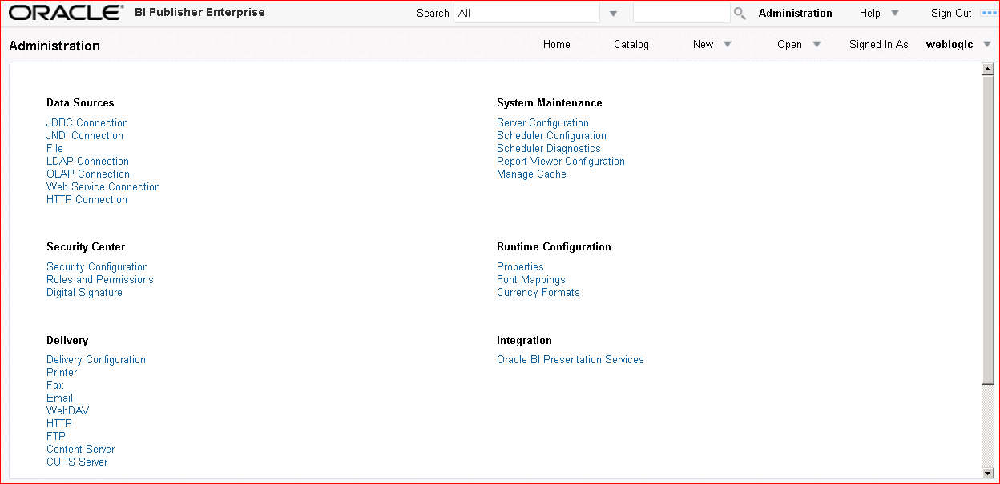 ORACLE® BI Publisher Enterprise Search All Administration Help Sign Out
Administration Home Catalog New Open Signed In As weblogic
Data Sources
JDBC Connection
JNDI Connection
File
LDAP Connection
OLAP Connection
Web Service Connection
HTTP Connection
System Maintenance
Server Configuration
Scheduler Configuration
Scheduler Diagnostics
Report Viewer Configuration
Manage Cache
Security Center
Security Configuration
Roles and Permissions
Digital Signature
Runtime Configuration
Properties
Font Mappings
Currency Formats
Delivery
Delivery Configuration
Printer
Fax
Email
WebDAV
HTTP
FTP
Content Server
CUPS Server
Integration
Oracle BI Presentation Services